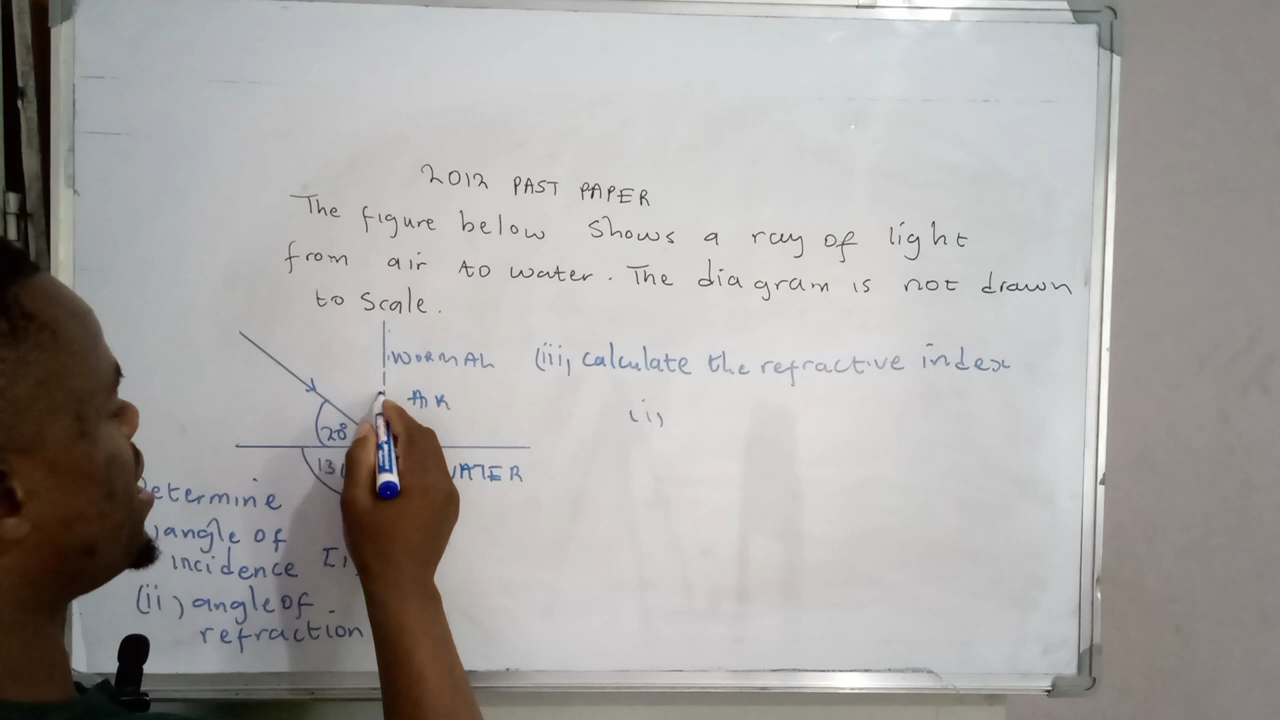 2012 PAST PAPER
The figure below shows a ray of light
from air to water. The diagram is not drawn
to scale.
NORMAL
(iii, calculate the refractive index
AIR
(i,
20°
13
WATER
Determine
angle of
incidence
(ii) angle of
refraction